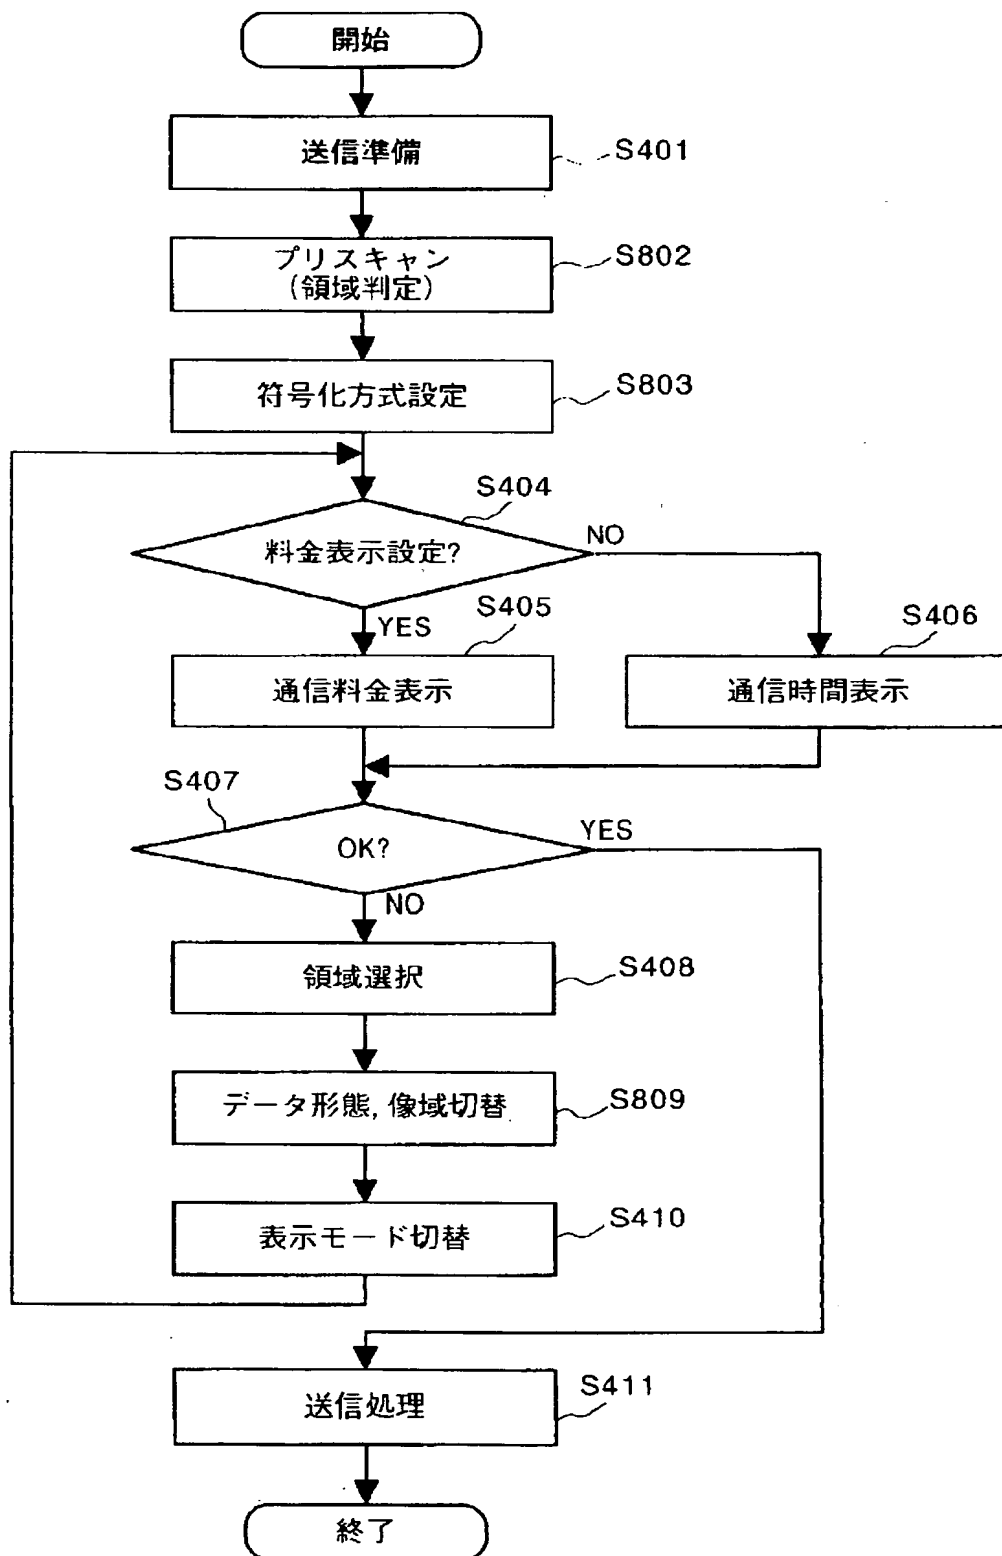 開始
送信準備
S401
プリスキャン
(領域判定)
S802
符号化方式設定
S803
S404
料金表示設定?
NO
YES
S405
S406
通信料金表示
通信時間表示
S407
OK?
YES
NO
領域選択
S408
データ形態,像域切替
S809
表示モード切替
S410
送信処理
S411
終了